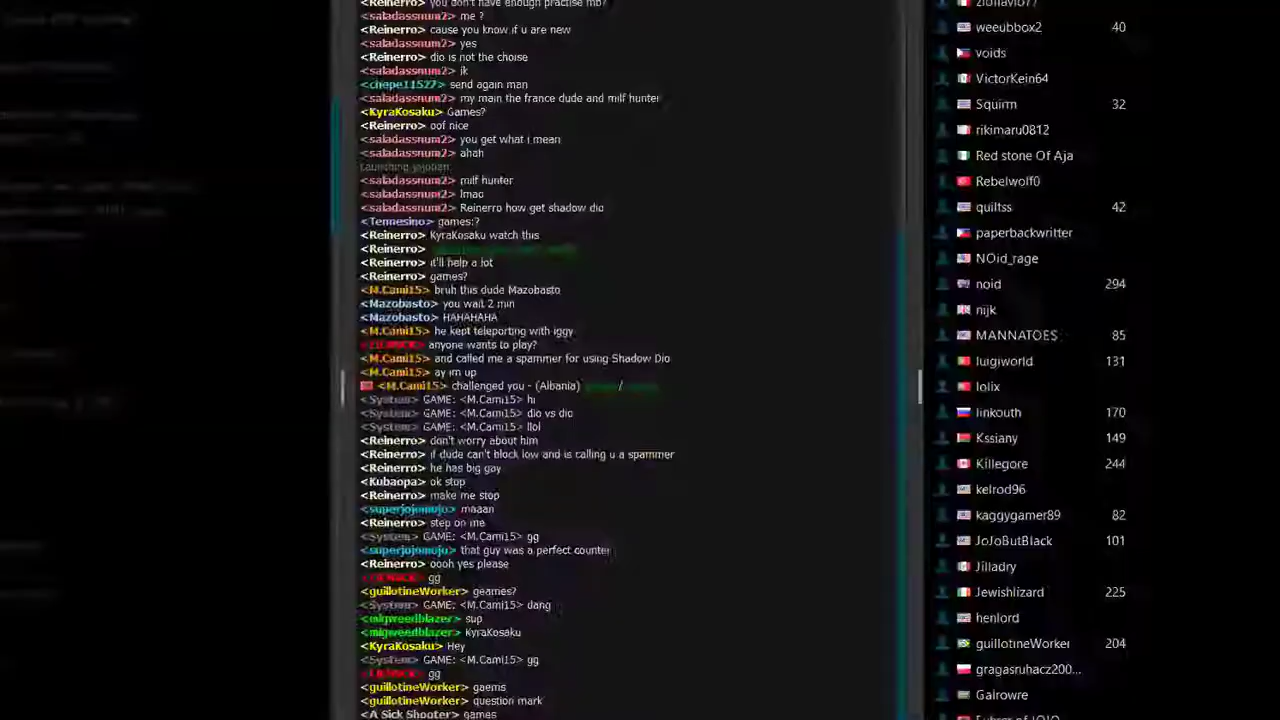 <Reinerro> you don't have enough practise mb?
<saladassnum2> me ?
<Reinerro> cause you know if u are new
<saladassnum2> yes
<Reinerro> dio is not the choise
<saladassnum2> ik
<chepe11527> send again man
<saladassnum2> my main the france dude and milf hunter
<KyraKosaku> Games?
<Reinerro> oof nice
<saladassnum2> you get what i mean
<saladassnum2> ahah
Launching jojoban
<saladassnum2> milf hunter
<saladassnum2> lmao
<saladassnum2> Reinerro how get shadow dio
<Tennesino> games:?
<Reinerro> KyraKosaku watch this
<Reinerro>
<Reinerro> it'll help a lot
<Reinerro> games?
<M.Cami15> bruh this dude Mazobasto
<Mazobasto> you wait 2 min
<Mazobasto> HAHAHAHA
<M.Cami15> he kept teleporting with iggy
anyone wants to play?
<M.Cami15> and called me a spammer for using Shadow Dio
<M.Cami15> ay im up
<M.Cami15> challenged you - (Albania) /
<System> GAME: <M.Cami15> hi
<System> GAME: <M.Cami15> dio vs dio
<System> GAME: <M.Cami15> llol
<Reinerro> don't worry about him
<Reinerro> if dude can't block low and is calling u a spammer
<Reinerro> he has big gay
<Kubaopa> ok stop
<Reinerro> make me stop
<superjojomojo> maaan
<Reinerro> step on me
<System> GAME: <M.Cami15> gg
<superjojomojo> that guy was a perfect counter
<Reinerro> oooh yes please
gg
<guillotineWorker> geames?
<System> GAME: <M.Cami15> dang
<migweedblazer> sup
<migweedblazer> KyraKosaku
<KyraKosaku> Hey
<System> GAME: <M.Cami15> gg
gg
<guillotineWorker> gaems
<guillotineWorker> question mark
<A Sick Shooter> games
zioflavio77
weeubbox2 40
voids
VictorKein64
Squirm 32
rikimaru0812
Red stone Of Aja
Rebelwolf0
quiltss 42
paperbackwritter
NOid_rage
noid 294
nijk
MANNATOES 85
luigiworld 131
lolix
linkouth 170
Kssiany 149
Killegore 244
kelrod96
kaggygamer89 82
JoJoButBlack 101
Jilladry
Jewishlizard 225
henlord
guillotineWorker 204
gragasruhacz200...
Galrowre